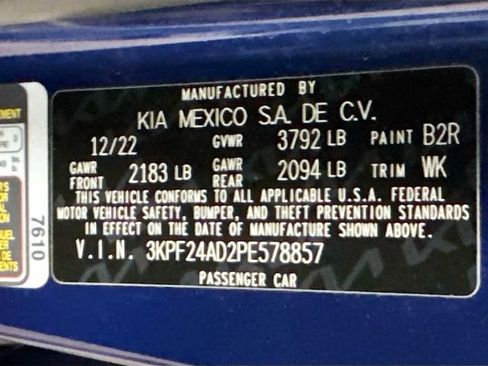 MANUFACTURED BY
KIA MEXICO S.A. DE C.V.
12/22 GVWR 3792 LB PAINT B2R
GAWR FRONT 2183 LB GAWR REAR 2094 LB TRIM WK
THIS VEHICLE CONFORMS TO ALL APPLICABLE U.S.A. FEDERAL
MOTOR VEHICLE SAFETY, BUMPER, AND THEFT PREVENTION STANDARDS
IN EFFECT ON THE DATE OF MANUFACTURE SHOWN ABOVE.
V.I.N. 3KPF24AD2PE578857
PASSENGER CAR
7610